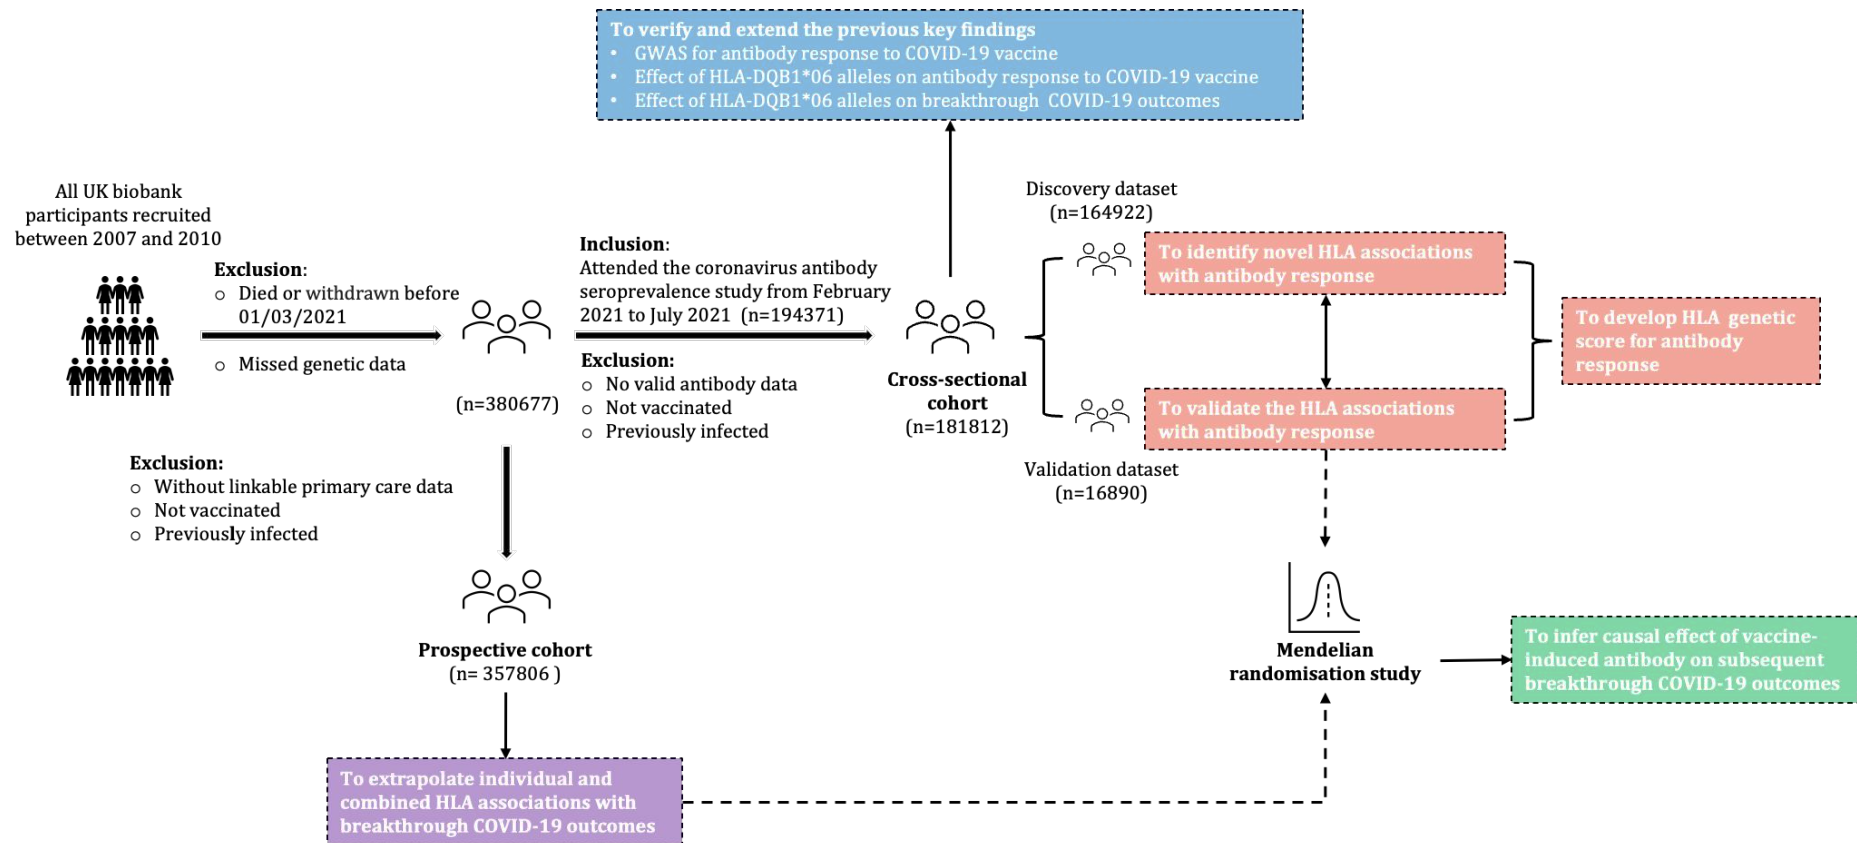 To verify and extend the previous key findings
• GWAS for antibody response to COVID-19 vaccine
• Effect of HLA-DQB1*06 alleles on antibody response to COVID-19 vaccine
• Effect of HLA-DQB1*06 alleles on breakthrough COVID-19 outcomes
All UK biobank
participants recruited
between 2007 and 2010
Exclusion:
o Died or withdrawn before
01/03/2021
o Missed genetic data
(n=380677)
Inclusion:
Attended the coronavirus antibody
seroprevalence study from February
2021 to July 2021 (n=194371)
Exclusion:
o No valid antibody data
o Not vaccinated
o Previously infected
Cross-sectional
cohort
(n=181812)
Discovery dataset
(n=164922)
To identify novel HLA associations
with antibody response
To validate the HLA associations
with antibody response
Validation dataset
(n=16890)
To develop HLA genetic
score for antibody
response
Exclusion:
o Without linkable primary care data
o Not vaccinated
o Previously infected
Prospective cohort
(n= 357806 )
To extrapolate individual and
combined HLA associations with
breakthrough COVID-19 outcomes
Mendelian
randomisation study
To infer causal effect of vaccine-
induced antibody on subsequent
breakthrough COVID-19 outcomes